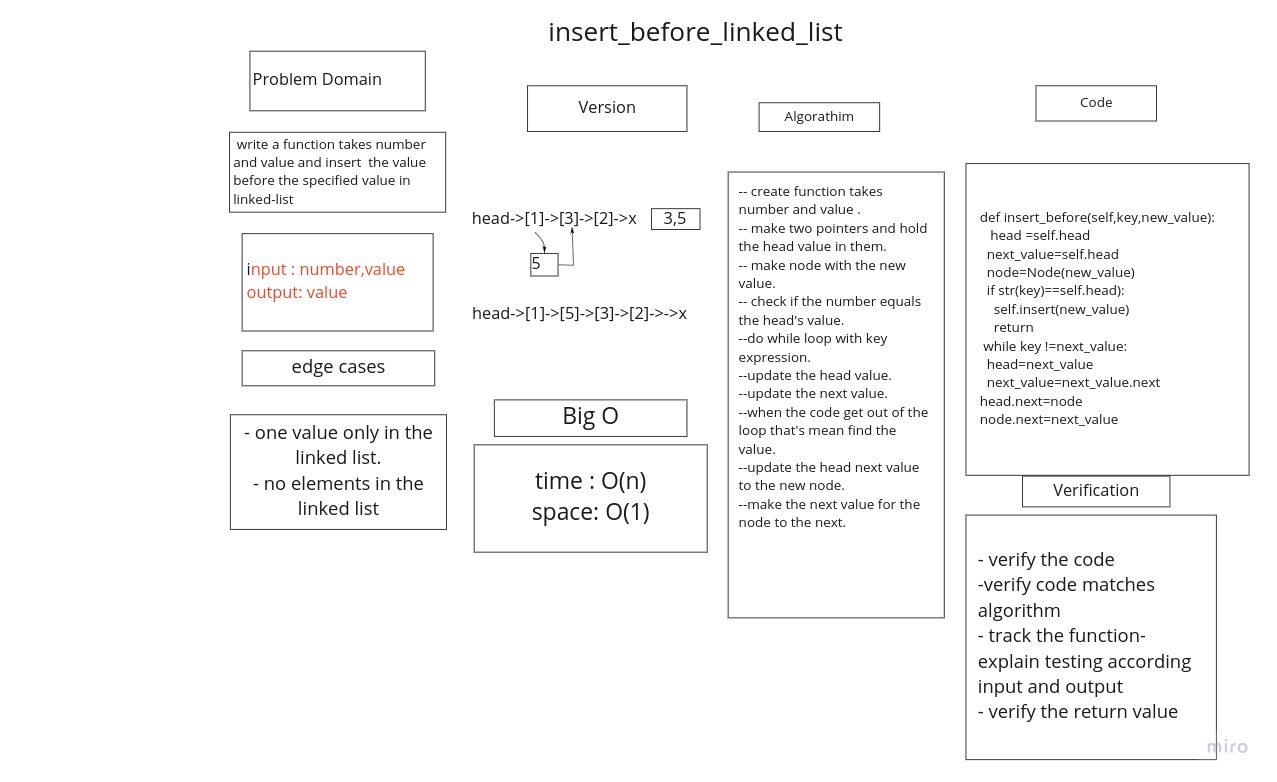 insert_before_linked_list
Problem Domain
write a function takes number
and value and insert  the value
before the specified value in
linked-list
input : number,value
output: value
edge cases
- one value only in the
linked list.
- no elements in the
linked list
Version
head->[1]->[3]->[2]->x
3,5
5
head->[1]->[5]->[3]->[2]->->x
Big O
time : O(n)
space: O(1)
Algorathim
-- create function takes
number and value .
-- make two pointers and hold
the head value in them.
-- make node with the new
value.
-- check if the number equals
the head's value.
--do while loop with key
expression.
--update the head value.
--update the next value.
--when the code get out of the
loop that's mean find the
value.
--update the head next value
to the new node.
--make the next value for the
node to the next.
Code
def insert_before(self,key,new_value):
head =self.head
next_value=self.head
node=Node(new_value)
if str(key)==self.head):
self.insert(new_value)
return
while key !=next_value:
head=next_value
next_value=next_value.next
head.next=node
node.next=next_value
Verification
- verify the code
-verify code matches
algorithm
- track the function-
explain testing according
input and output
- verify the return value
miro